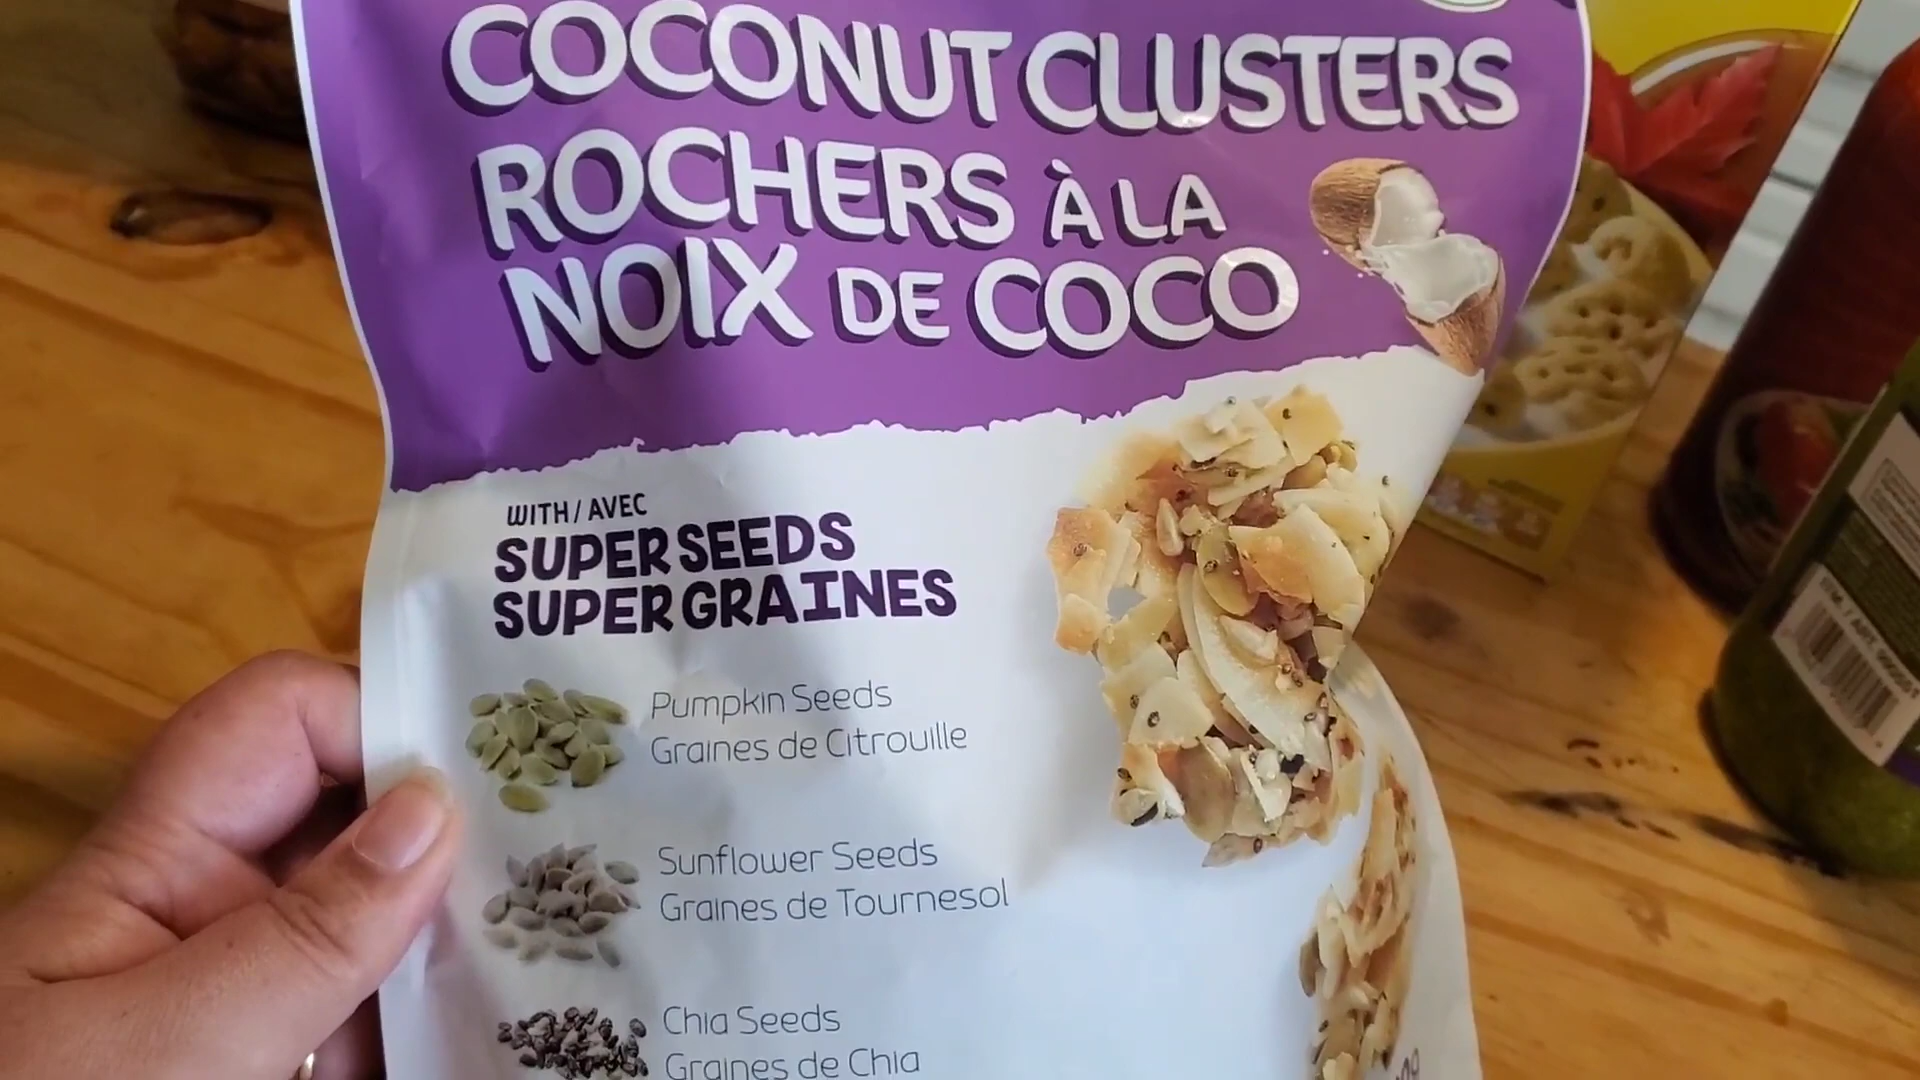 COCONUT CLUSTERS
ROCHERS À LA
NOIX DE COCO
WITH / AVEC
SUPER SEEDS
SUPER GRAINES
Pumpkin Seeds
Graines de Citrouille
Sunflower Seeds
Graines de Tournesol
Chia Seeds
Graines de Chia